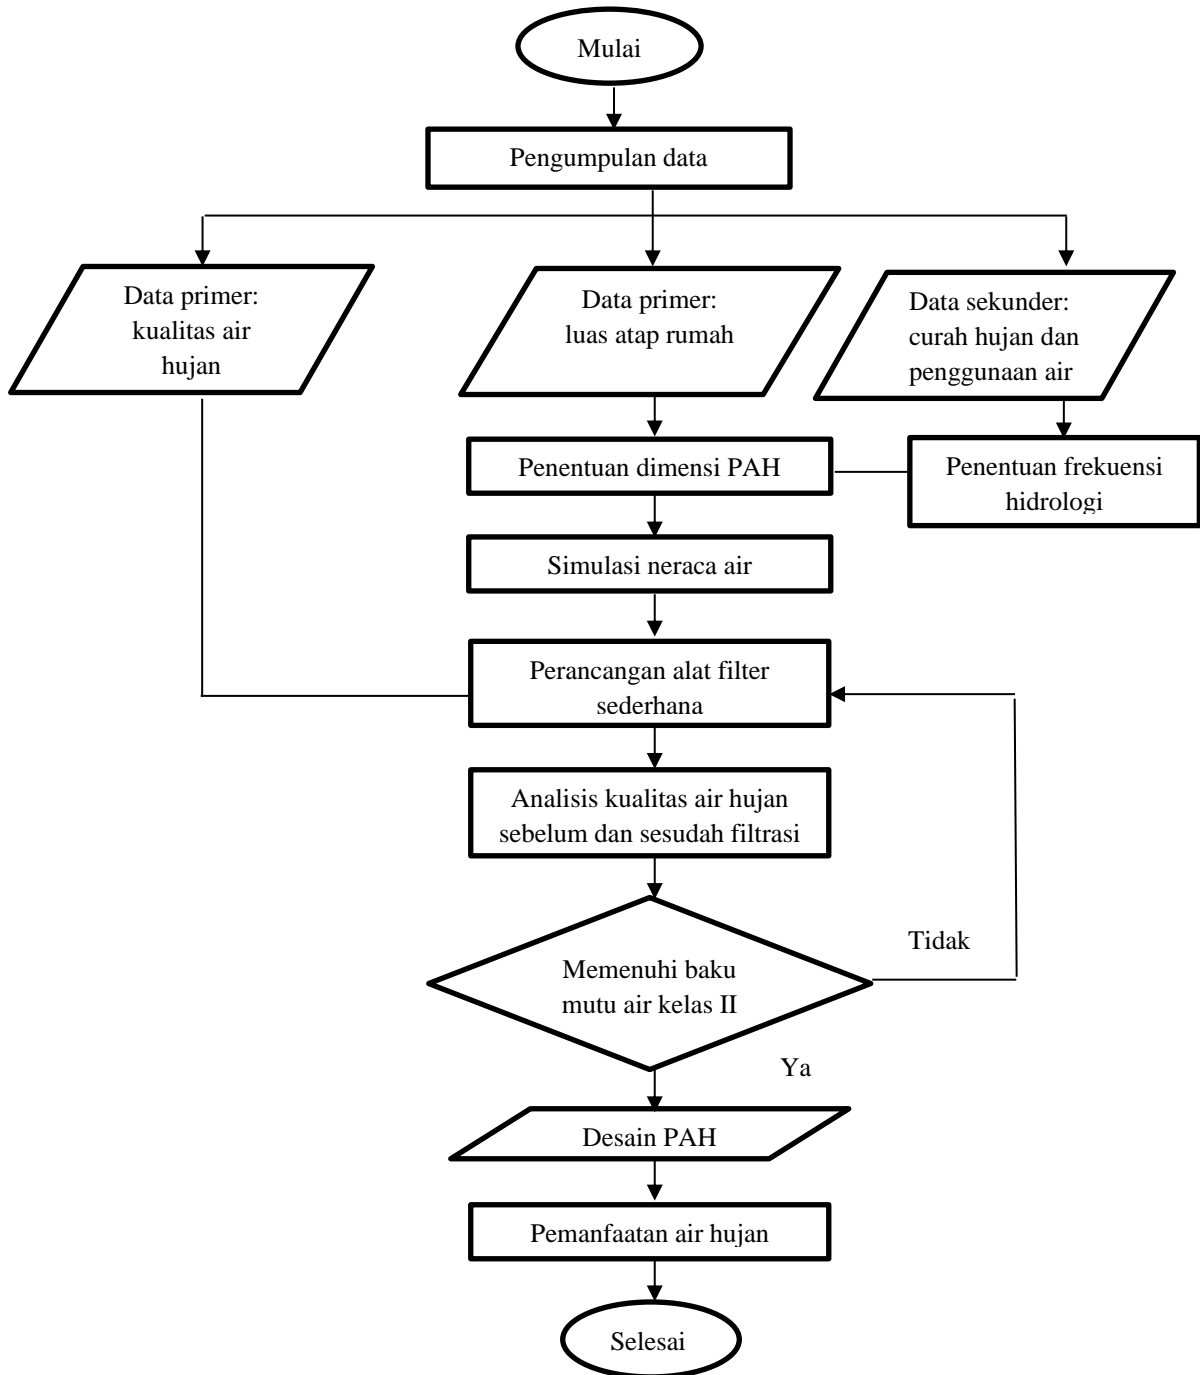 Mulai
Pengumpulan data
Data primer:
kualitas air
hujan
Data primer:
luas atap rumah
Data sekunder:
curah hujan dan
penggunaan air
Penentuan dimensi PAH
Penentuan frekuensi
hidrologi
Simulasi neraca air
Perancangan alat filter
sederhana
Analisis kualitas air hujan
sebelum dan sesudah filtrasi
Tidak
Memenuhi baku
mutu air kelas II
Ya
Desain PAH
Pemanfaatan air hujan
Selesai